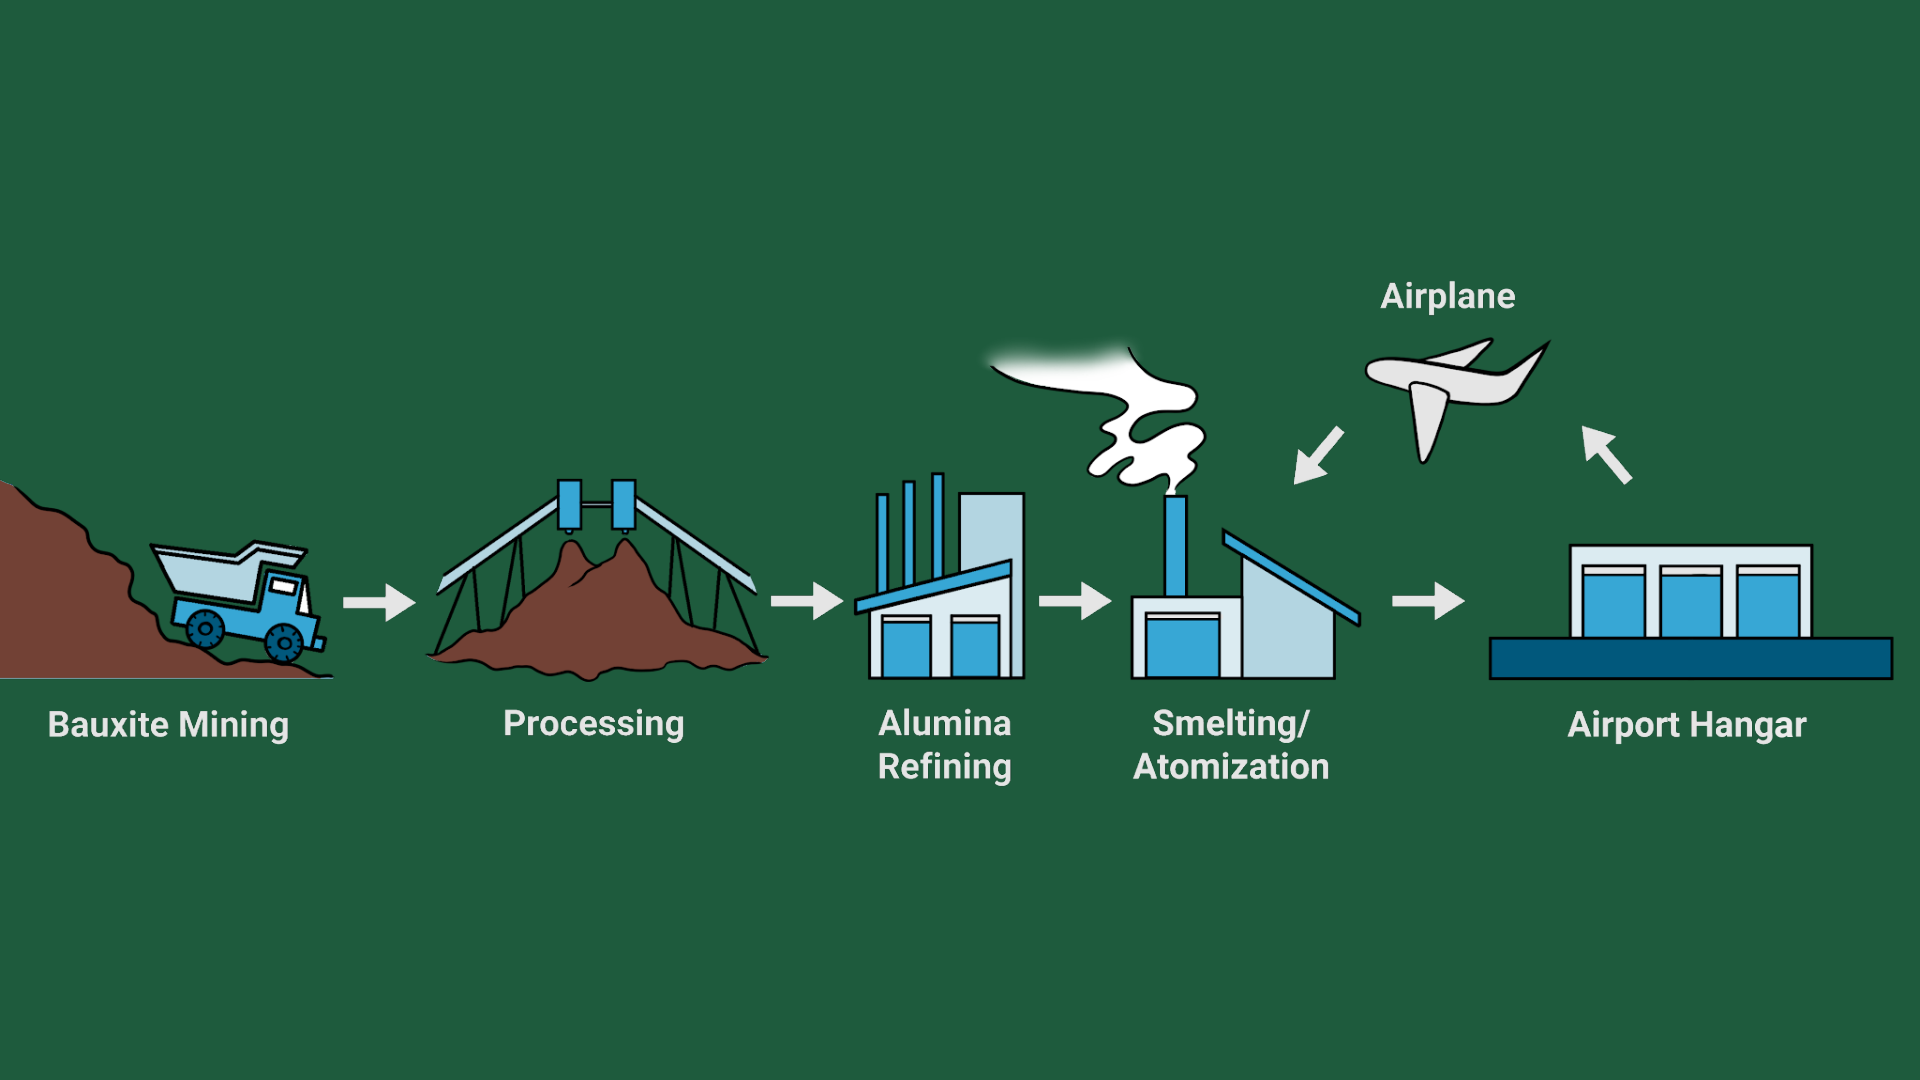 Airplane
Bauxite Mining
Processing
Alumina
Refining
Smelting/
Atomization
Airport Hangar